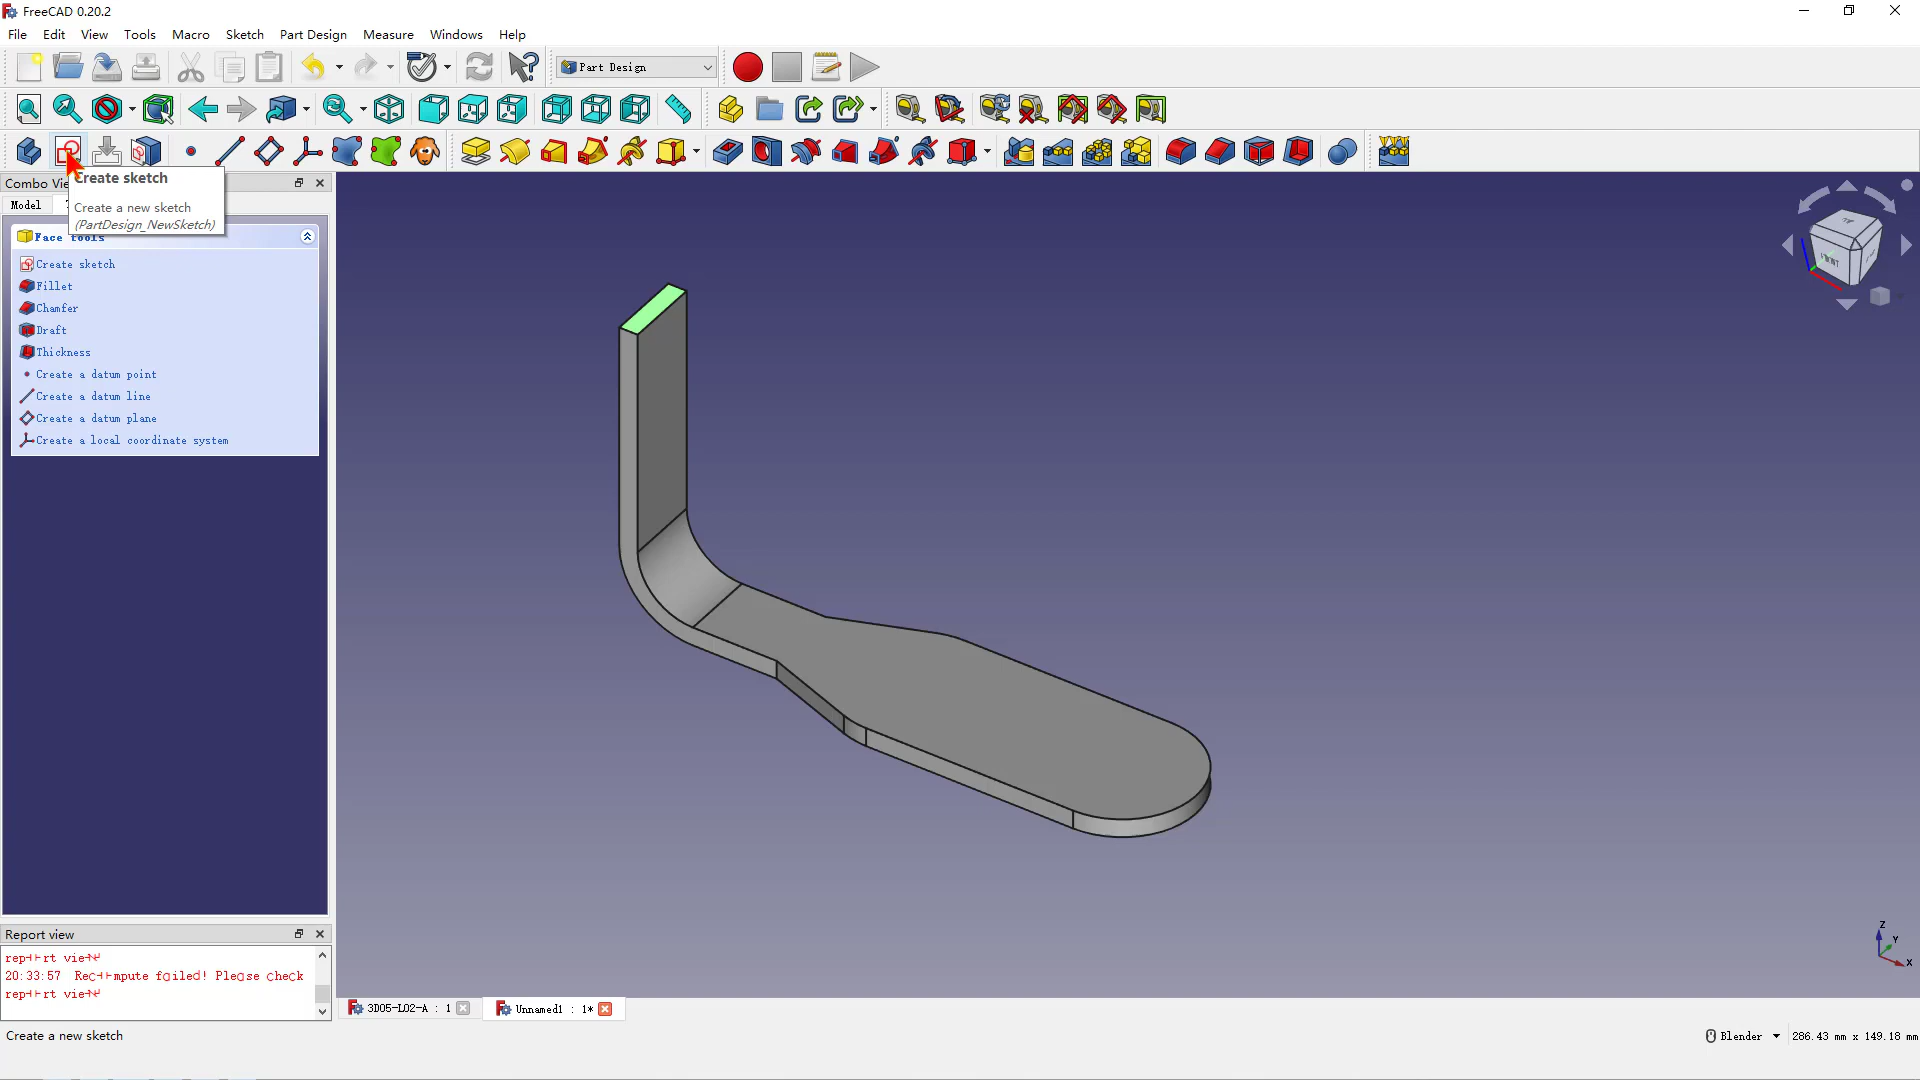 FreeCAD 0.20.2
File Edit View Tools Macro Sketch Part Design Measure Windows Help
Part Design
Combo Vie
Create sketch
Create a new sketch
(PartDesign_NewSketch)
Model
Face tools
Create sketch
Fillet
Chamfer
Draft
Thickness
Create a datum point
Create a datum line
Create a datum plane
Create a local coordinate system
TOP
FRONT
Z
Y
X
Report view
20:33:57
3D05-L02-A : 1
Unnamed1 : 1*
Create a new sketch
Blender
286.43 mm x 149.18 mm